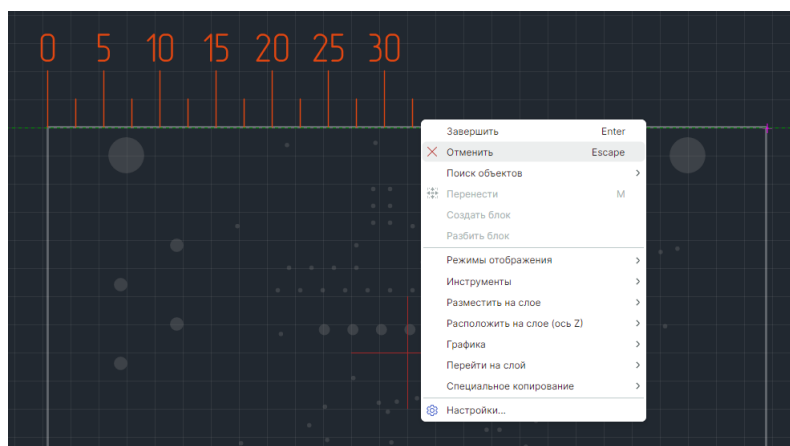 0 5 10 15 20 25 30
Завершить Enter
Отменить Escape
Поиск объектов
Перенести M
Создать блок
Разбить блок
Режимы отображения
Инструменты
Разместить на слое
Расположить на слое (ось Z)
Графика
Перейти на слой
Специальное копирование
Настройки...